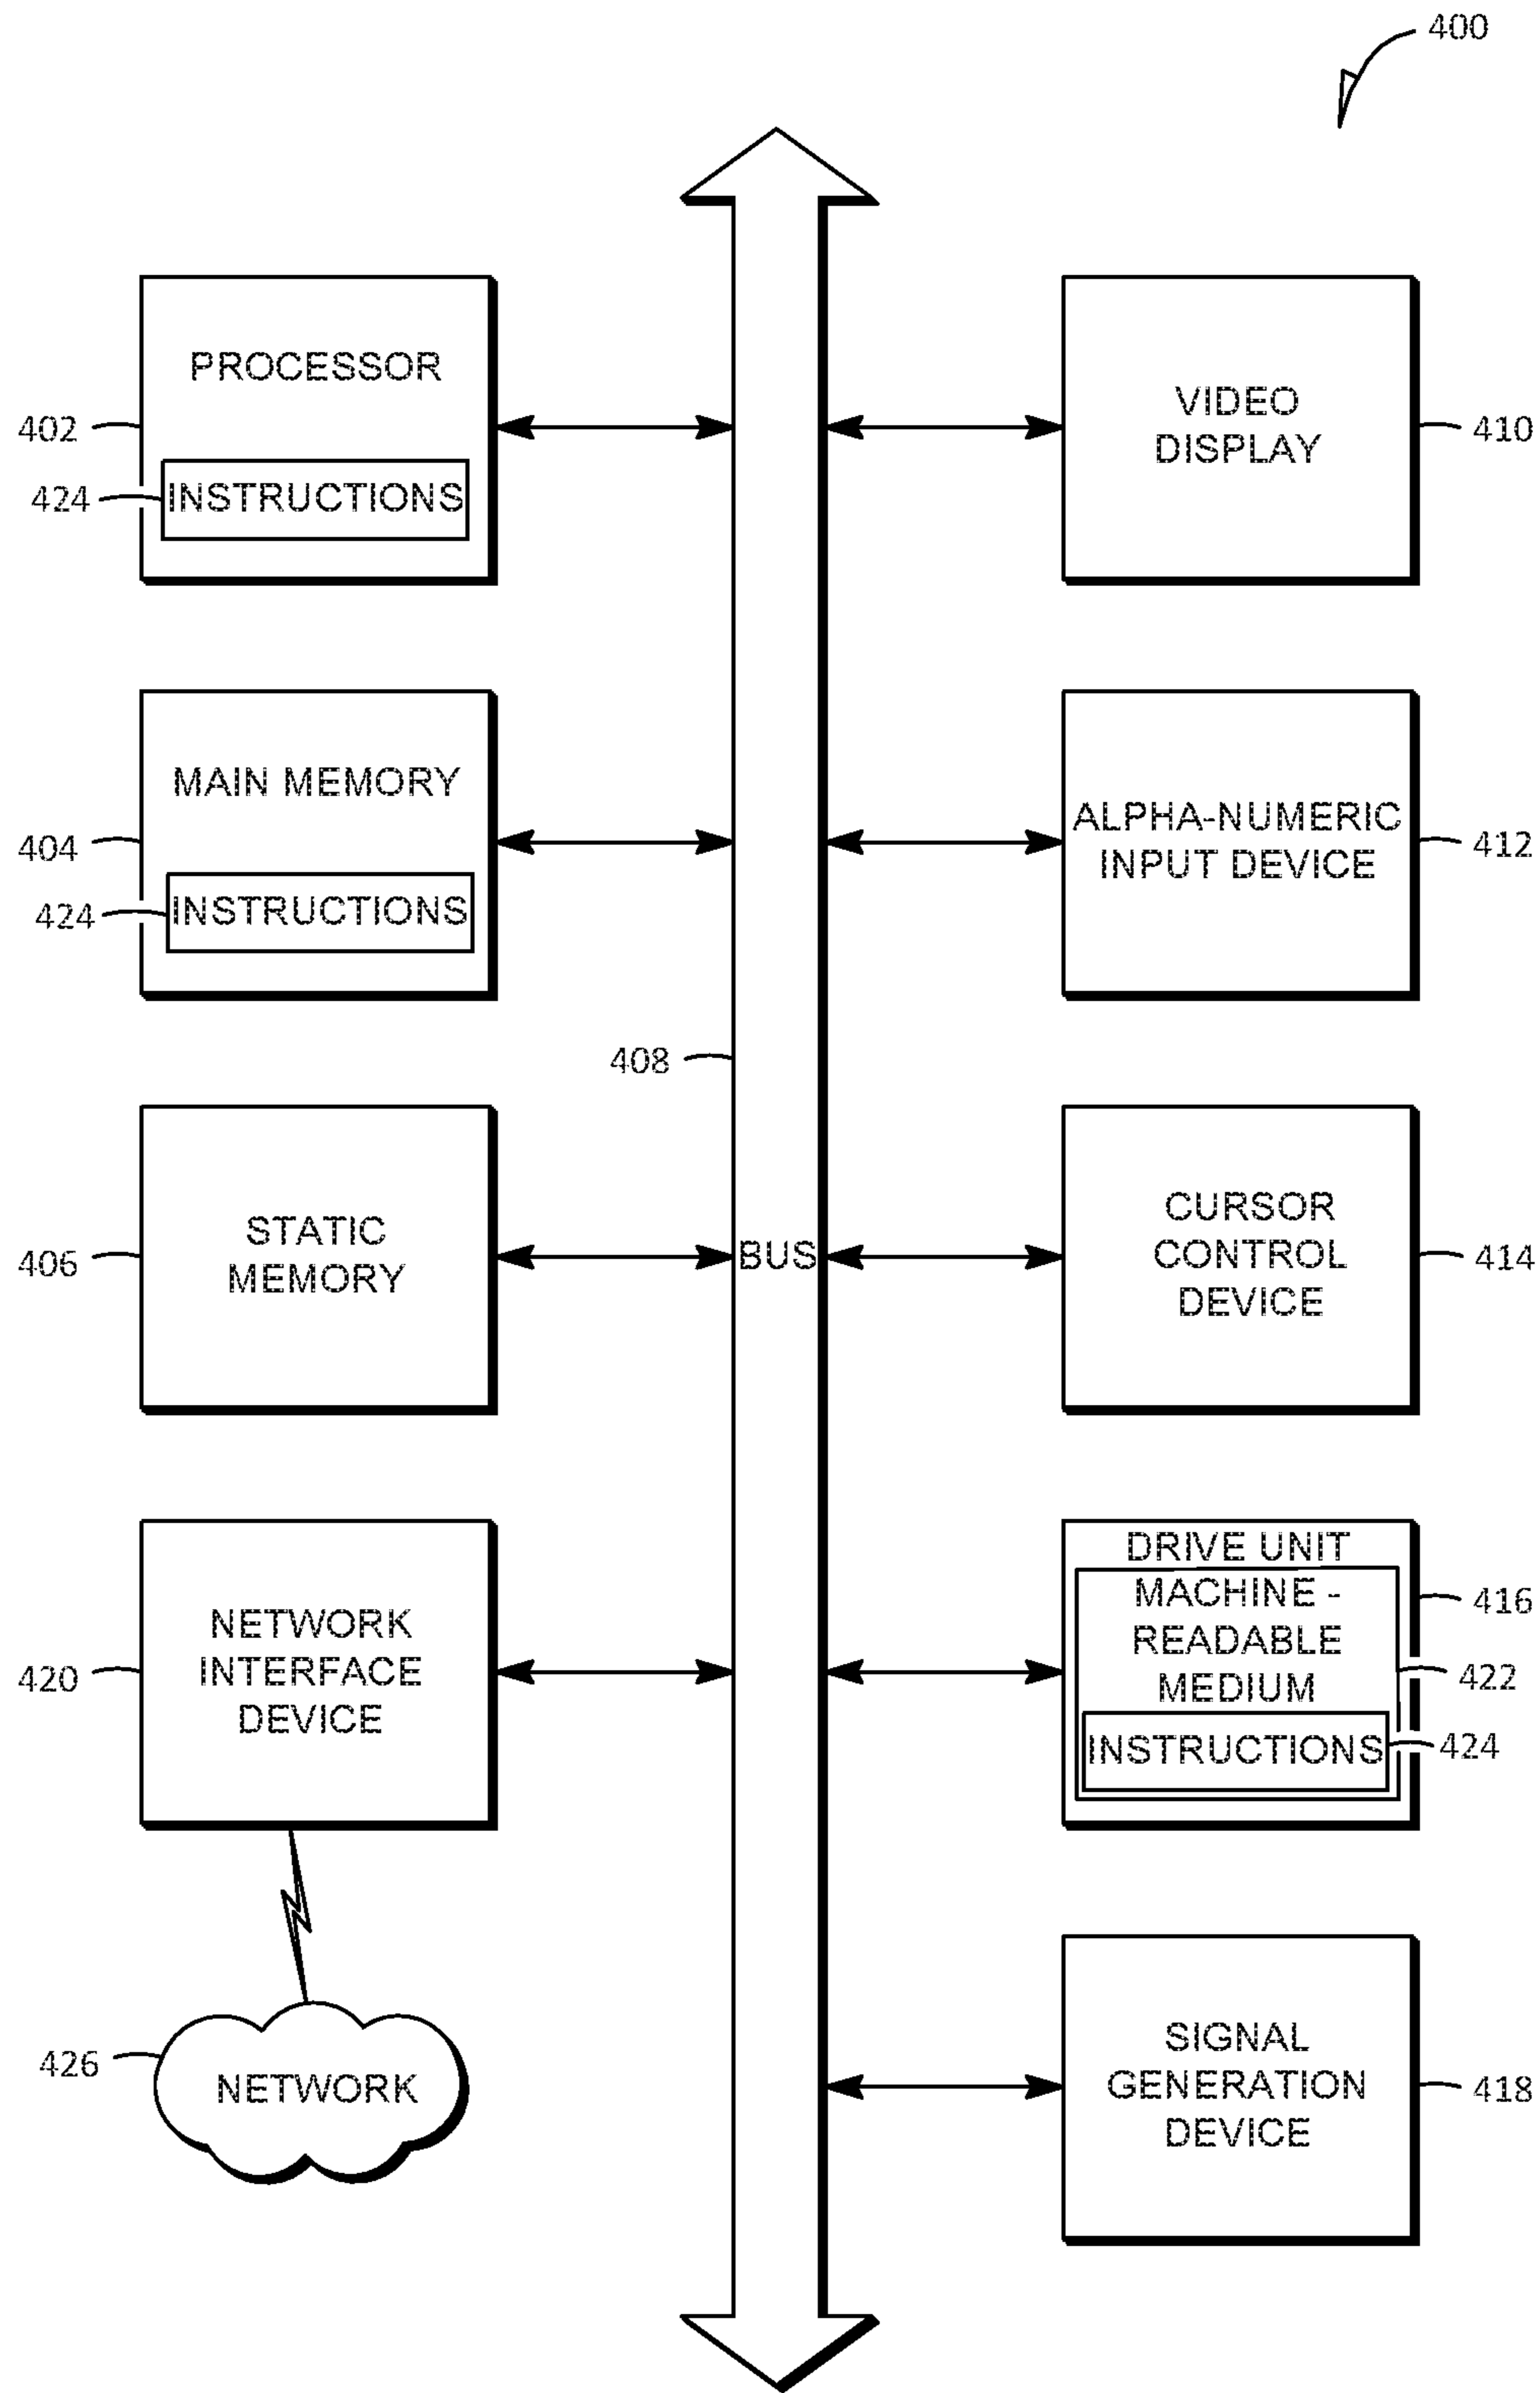 400
PROCESSOR
402
424
INSTRUCTIONS
VIDEO
DISPLAY
410
MAIN MEMORY
404
424
INSTRUCTIONS
ALPHA-NUMERIC
INPUT DEVICE
412
408
BUS
STATIC
MEMORY
406
CURSOR
CONTROL
DEVICE
414
NETWORK
INTERFACE
DEVICE
420
DRIVE UNIT
416
MACHINE -
READABLE
MEDIUM
422
INSTRUCTIONS
424
426
NETWORK
SIGNAL
GENERATION
DEVICE
418